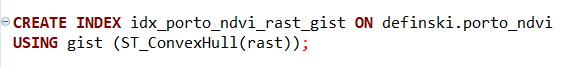 CREATE INDEX idx_porto_ndvi_rast_gist ON definski.porto_ndvi
USING gist (ST_ConvexHull(rast));